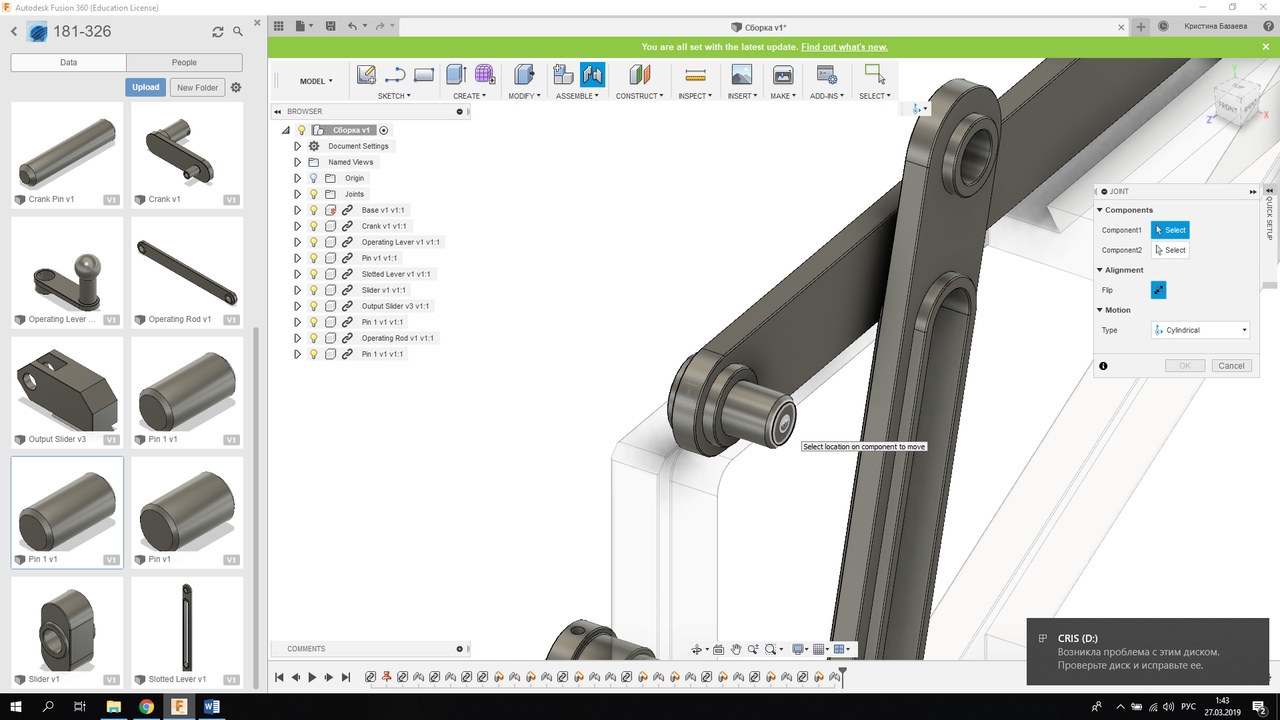 Autodesk Fusion 360 (Education License)
181-326
Data
People
Upload
New Folder
Crank Pin v1
V1
Crank v1
V1
Operating Lever ...
V1
Operating Rod v1
V1
Output Slider v3
V1
Pin 1 v1
V1
Pin 1 v1
V1
Pin v1
V1
Slider v1
V1
Slotted Lever v1
V1
Сборка v1*
Кристина Базаева
You are all set with the latest update. Find out what's new.
MODEL
SKETCH
CREATE
MODIFY
ASSEMBLE
CONSTRUCT
INSPECT
INSERT
MAKE
ADD-INS
SELECT
BROWSER
Сборка v1
Document Settings
Named Views
Origin
Joints
Base v1 v1:1
Crank v1 v1:1
Operating Lever v1 v1:1
Pin v1 v1:1
Slotted Lever v1 v1:1
Slider v1 v1:1
Output Slider v3 v1:1
Pin 1 v1 v1:1
Operating Rod v1 v1:1
Pin 1 v1 v1:1
FRONT
Y
Z
X
JOINT
Components
Component1
Select
Component2
Select
Alignment
Flip
Motion
Type
Cylindrical
OK
Cancel
QUICK SETUP
Select location on component to move
COMMENTS
CRIS (D:)
Возникла проблема с этим диском.
Проверьте диск и исправьте ее.
РУС
1:43
27.03.2019
2